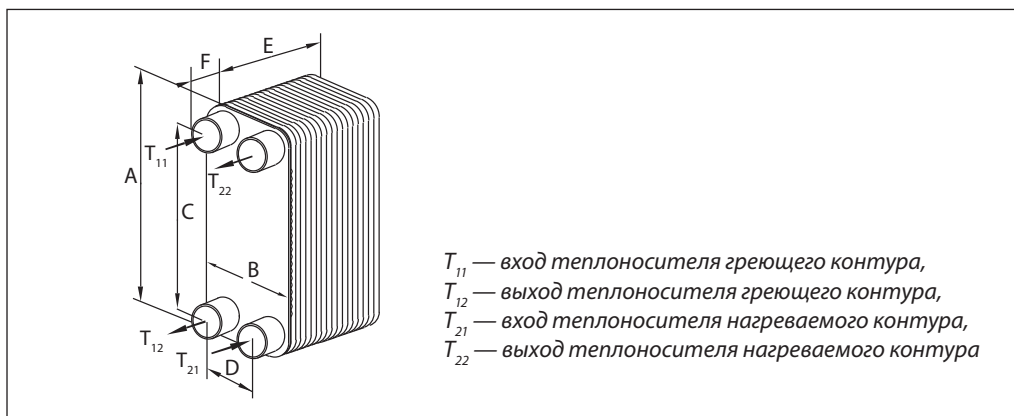 E
F
T₁₁
A
T₂₂
C
B
T₁₂
T₂₁
D
T₁₁ — вход теплоносителя греющего контура,
T₁₂ — выход теплоносителя греющего контура,
T₂₁ — вход теплоносителя нагреваемого контура,
T₂₂ — выход теплоносителя нагреваемого контура